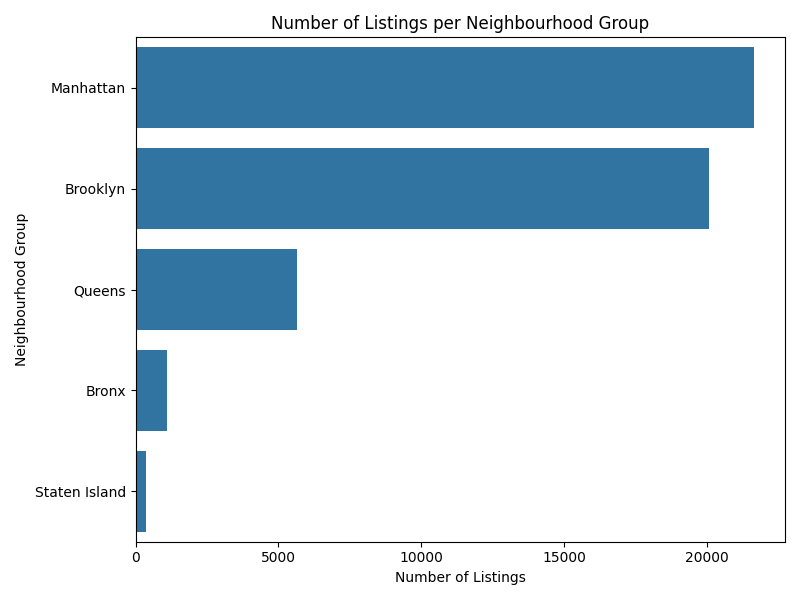 Number of Listings per Neighbourhood Group
Neighbourhood Group
Manhattan
Brooklyn
Queens
Bronx
Staten Island
0 5000 10000 15000 20000
Number of Listings